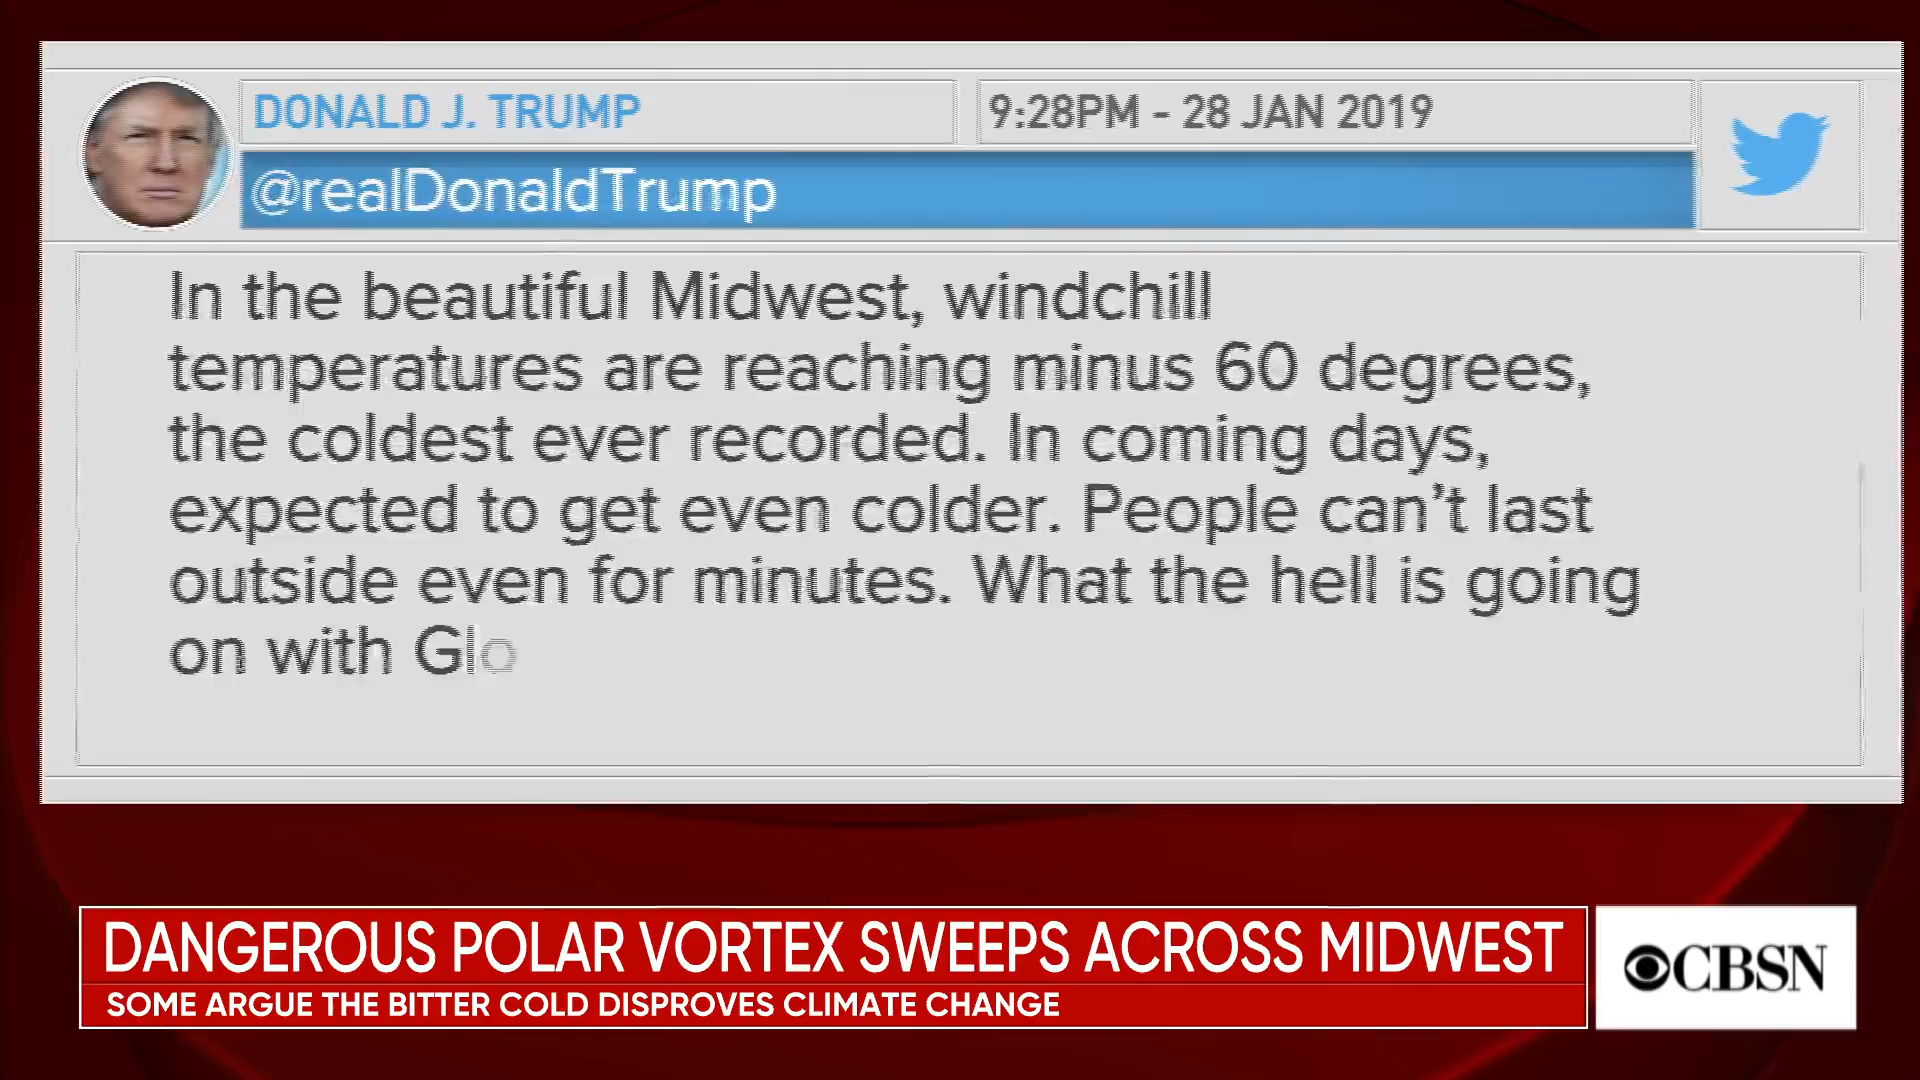 DONALD J. TRUMP
9:28PM - 28 JAN 2019
@realDonaldTrump
In the beautiful Midwest, windchill
temperatures are reaching minus 60 degrees,
the coldest ever recorded. In coming days,
expected to get even colder. People can’t last
outside even for minutes. What the hell is going
on with Glo
DANGEROUS POLAR VORTEX SWEEPS ACROSS MIDWEST
SOME ARGUE THE BITTER COLD DISPROVES CLIMATE CHANGE
CBSN